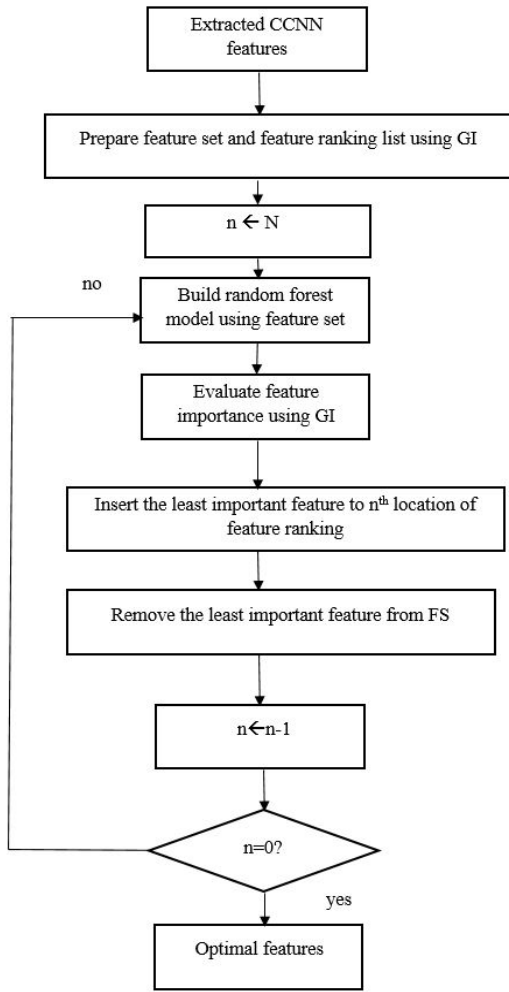 Extracted CCNN
features
Prepare feature set and feature ranking list using GI
n ← N
no
Build random forest
model using feature set
Evaluate feature
importance using GI
Insert the least important feature to nᵗʰ location of
feature ranking
Remove the least important feature from FS
n←n-1
n=0?
yes
Optimal features